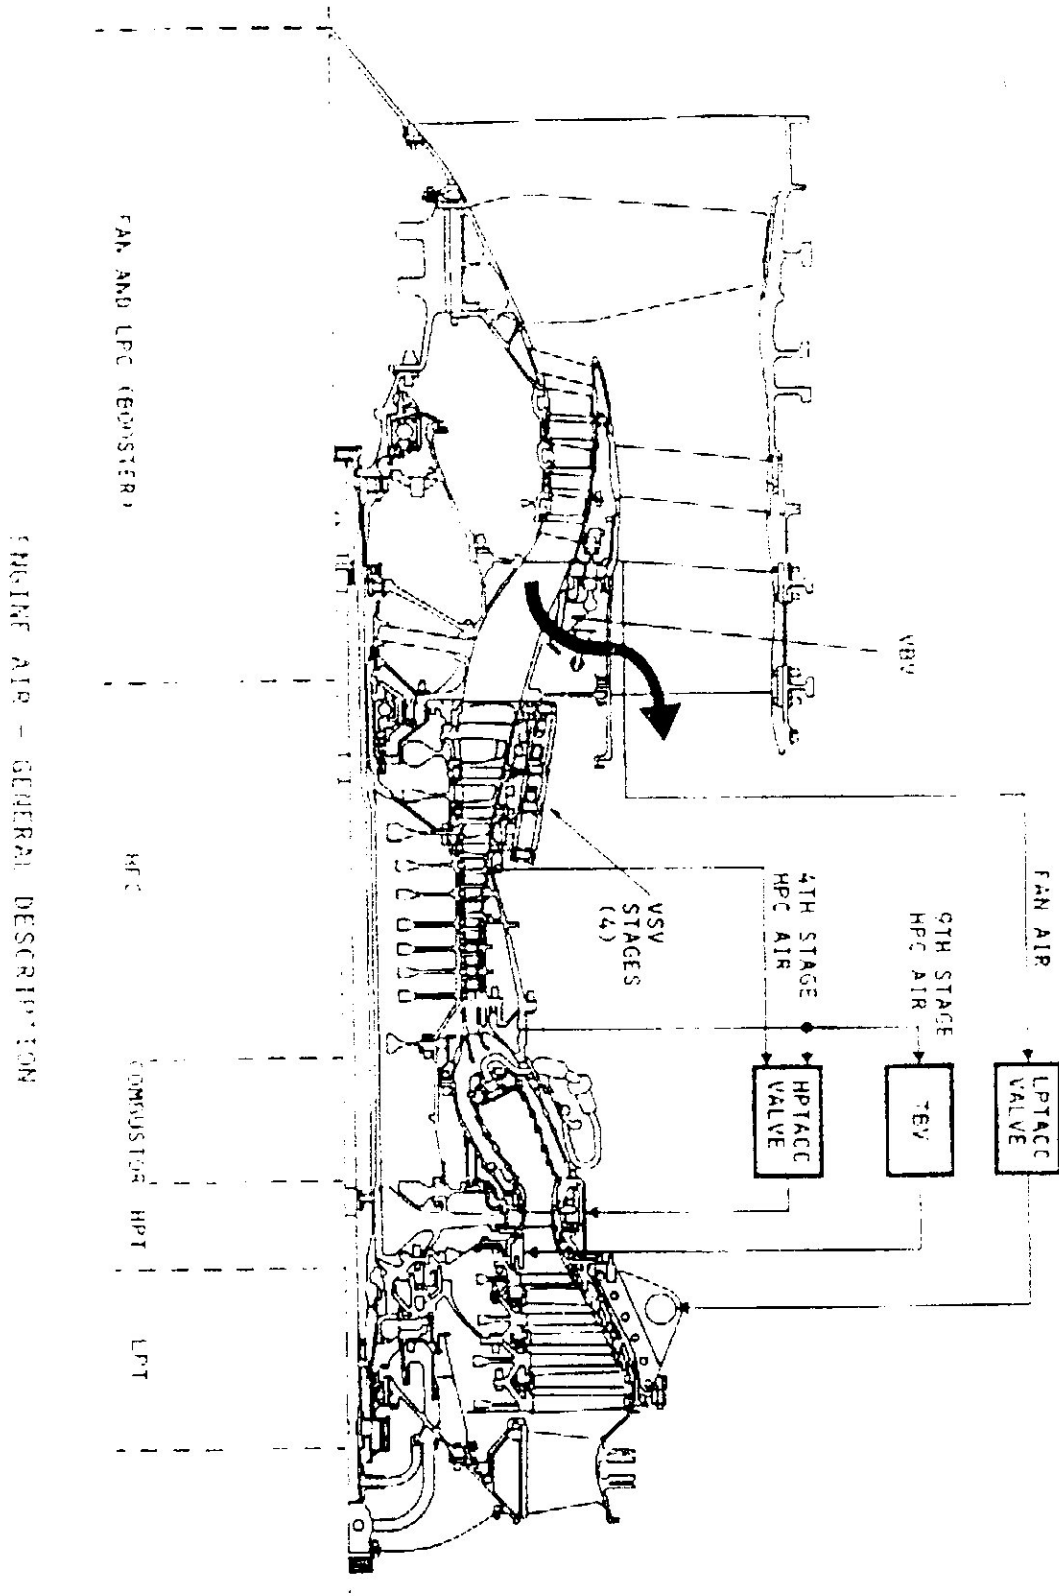 FAN AIR
9TH STAGE
HPC AIR
4TH STAGE
HPC AIR
LPTACC
VALVE
TBV
HPTACC
VALVE
VBV
VSV
STAGES
(4)
FAN AND LPC (BOOSTER)
HPC
COMBUSTOR
HPT
LPT
ENGINE AIR - GENERAL DESCRIPTION